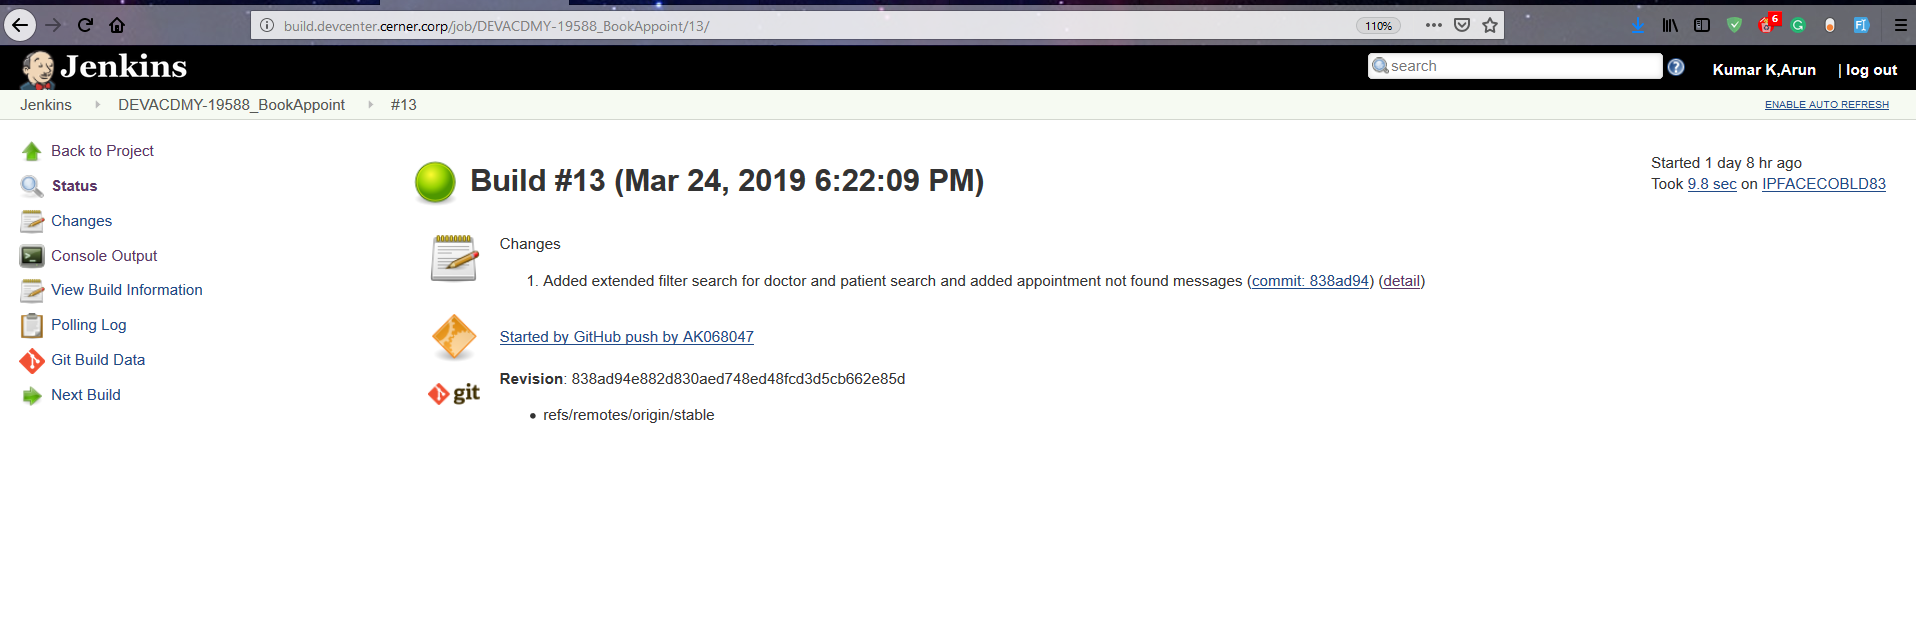 build.devcenter.cerner.corp/job/DEVACDMY-19588_BookAppoint/13/
110%
6
Jenkins
search
Kumar K,Arun | log out
Jenkins DEVACDMY-19588_BookAppoint #13
ENABLE AUTO REFRESH
Back to Project
Status
Changes
Console Output
View Build Information
Polling Log
Git Build Data
Next Build
Build #13 (Mar 24, 2019 6:22:09 PM)
Started 1 day 8 hr ago
Took 9.8 sec on IPFACECOBLD83
Changes
1. Added extended filter search for doctor and patient search and added appointment not found messages (commit: 838ad94) (detail)
Started by GitHub push by AK068047
git
Revision: 838ad94e882d830aed748ed48fcd3d5cb662e85d
• refs/remotes/origin/stable